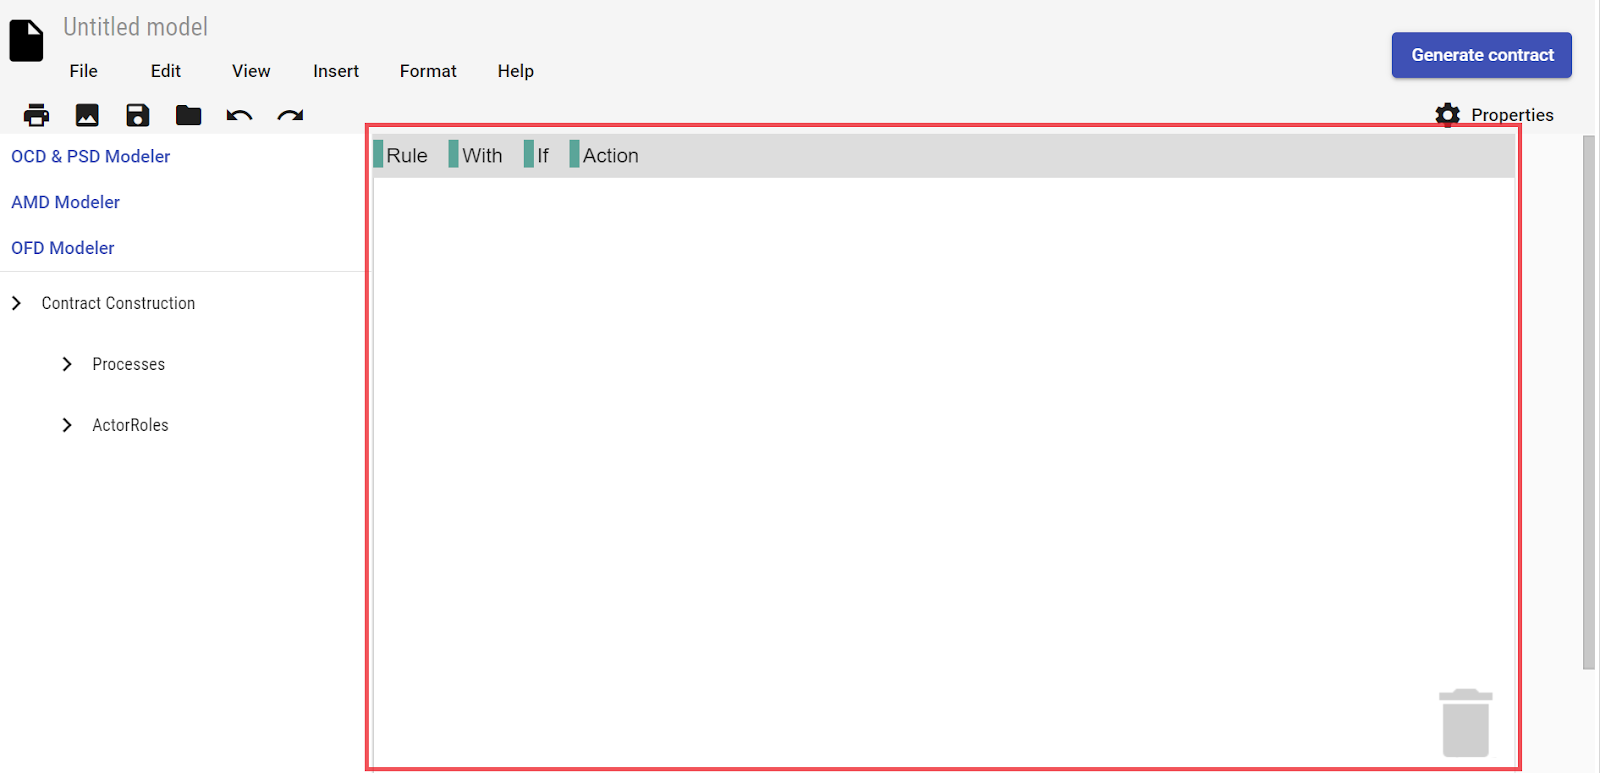 Untitled model
File Edit View Insert Format Help
Generate contract
Properties
OCD & PSD Modeler
AMD Modeler
OFD Modeler
Contract Construction
Processes
ActorRoles
Rule With If Action